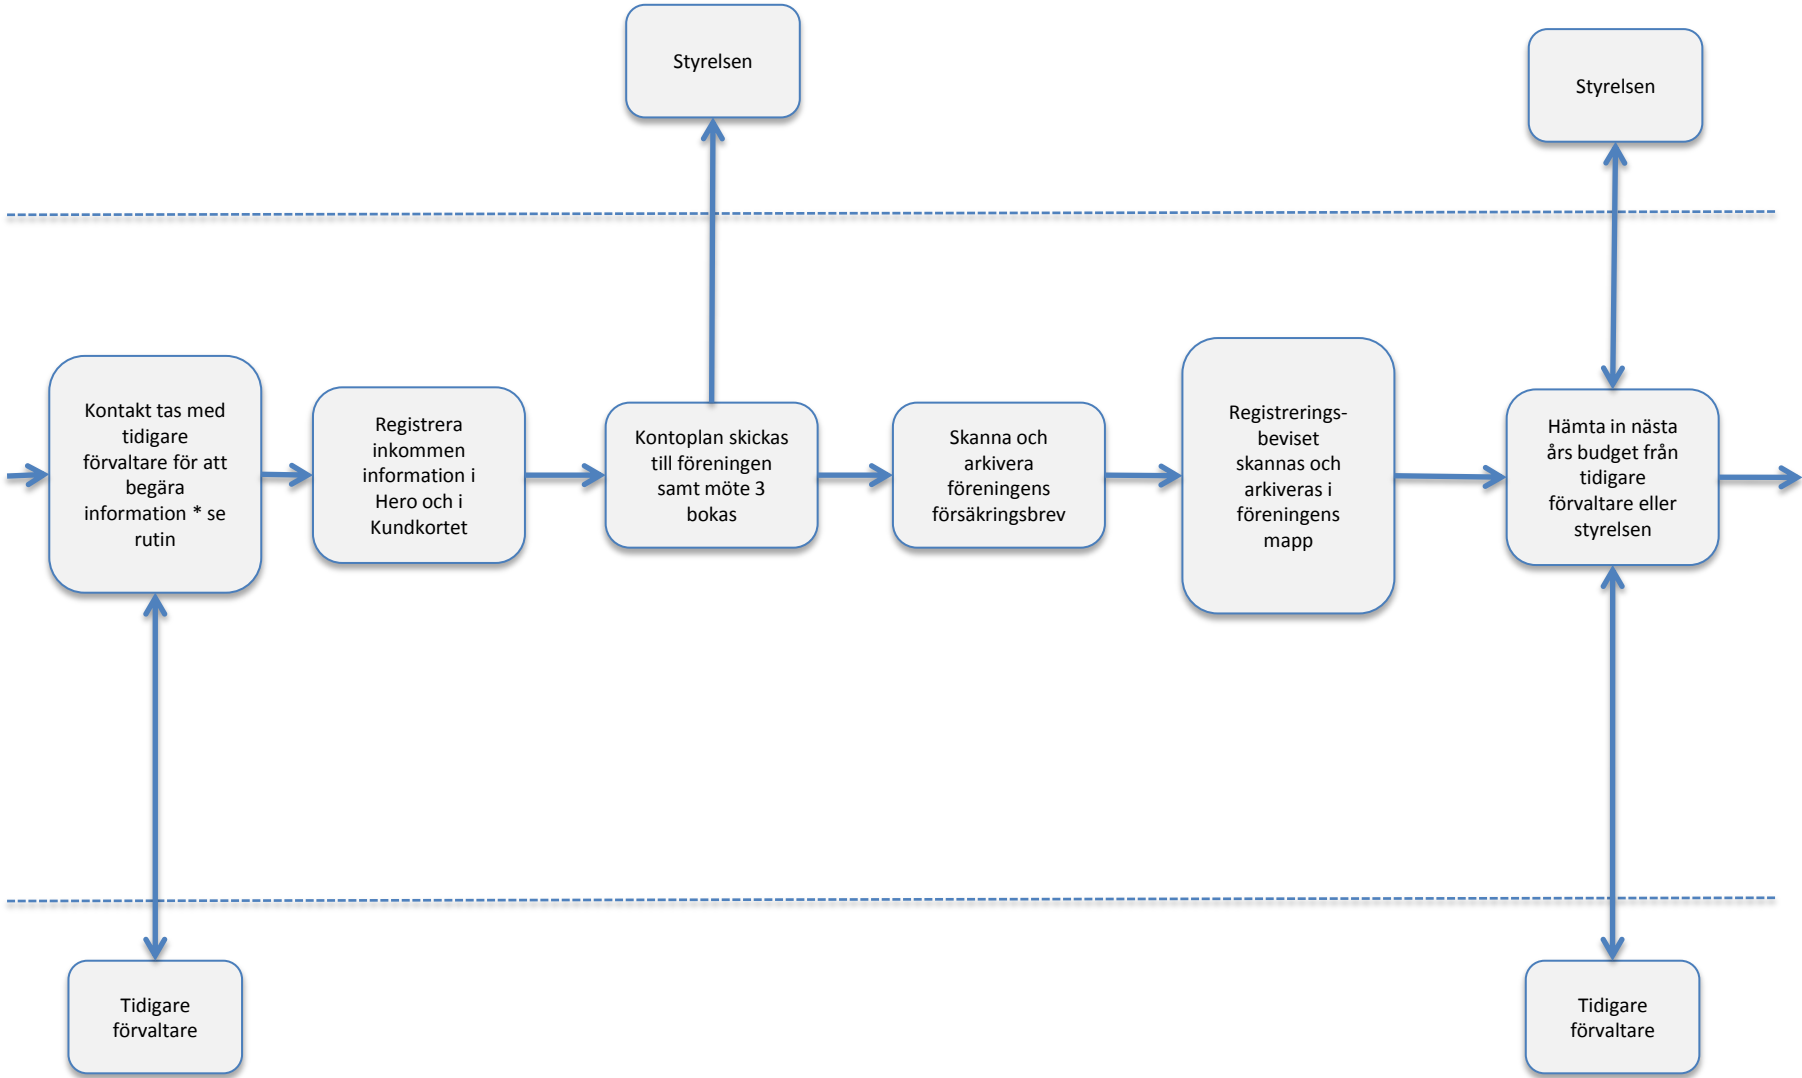 Styrelsen
Styrelsen
Kontakt tas med
tidigare
förvaltare för att
begära
information * se
rutin
Registrera
inkommen
information i
Hero och i
Kundkortet
Kontoplan skickas
till föreningen
samt möte 3
bokas
Skanna och
arkivera
föreningens
försäkringsbrev
Registrerings-
beviset
skannas och
arkiveras i
föreningens
mapp
Hämta in nästa
års budget från
tidigare
förvaltare eller
styrelsen
Tidigare
förvaltare
Tidigare
förvaltare